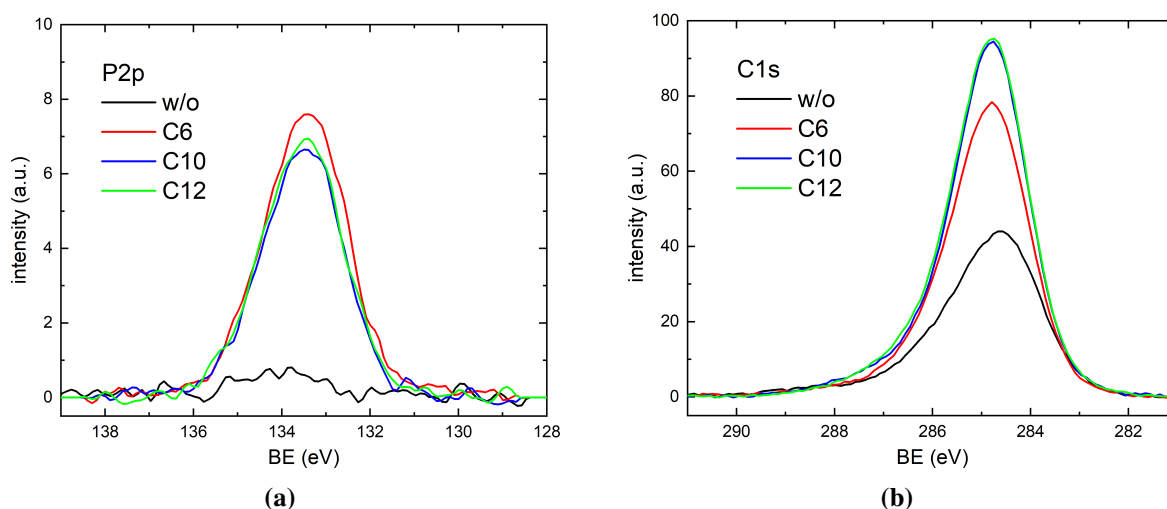 P2p
w/o
C6
C10
C12
intensity (a.u.)
10
8
6
4
2
0
138 136 134 132 130 128
BE (eV)
(a)
C1s
w/o
C6
C10
C12
intensity (a.u.)
100
80
60
40
20
0
290 288 286 284 282
BE (eV)
(b)